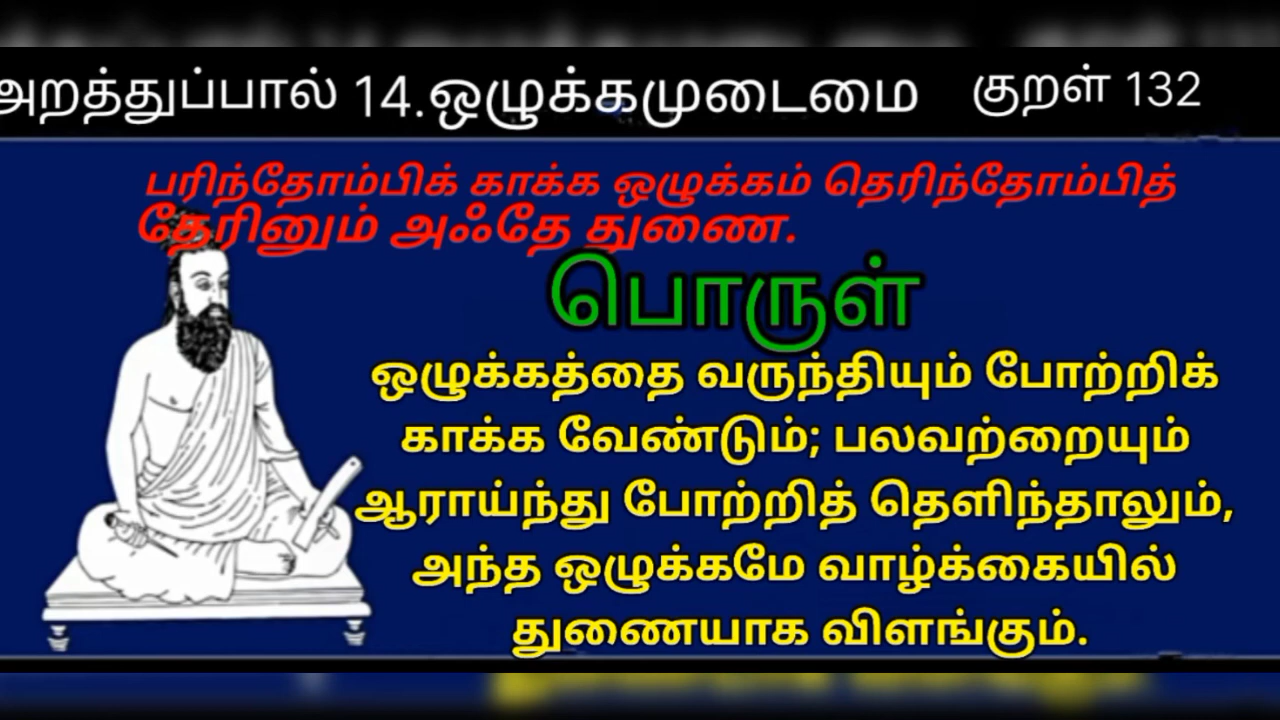 அறத்துப்பால் 14.ஒழுக்கமுடைமை குறள் 132
பரிந்தோம்பிக் காக்க ஒழுக்கம் தெரிந்தோம்பித்
தேரினும் அஃதே துணை.
பொருள்
ஒழுக்கத்தை வருந்தியும் போற்றிக்
காக்க வேண்டும்; பலவற்றையும்
ஆராய்ந்து போற்றித் தெளிந்தாலும்,
அந்த ஒழுக்கமே வாழ்க்கையில்
துணையாக விளங்கும்.